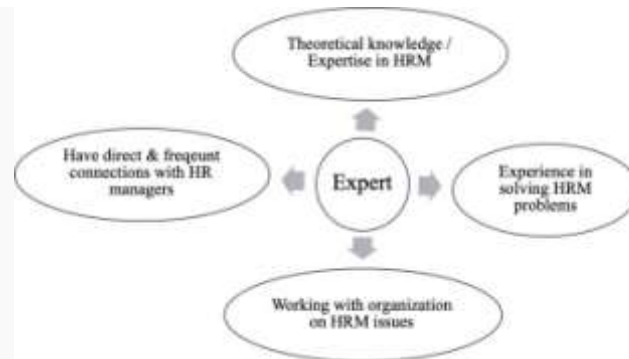 Theoretical knowledge /
Expertise in HRM
Have direct & freqeunt
connections with HR
managers
Expert
Experience in
solving HRM
problems
Working with organization
on HRM issues